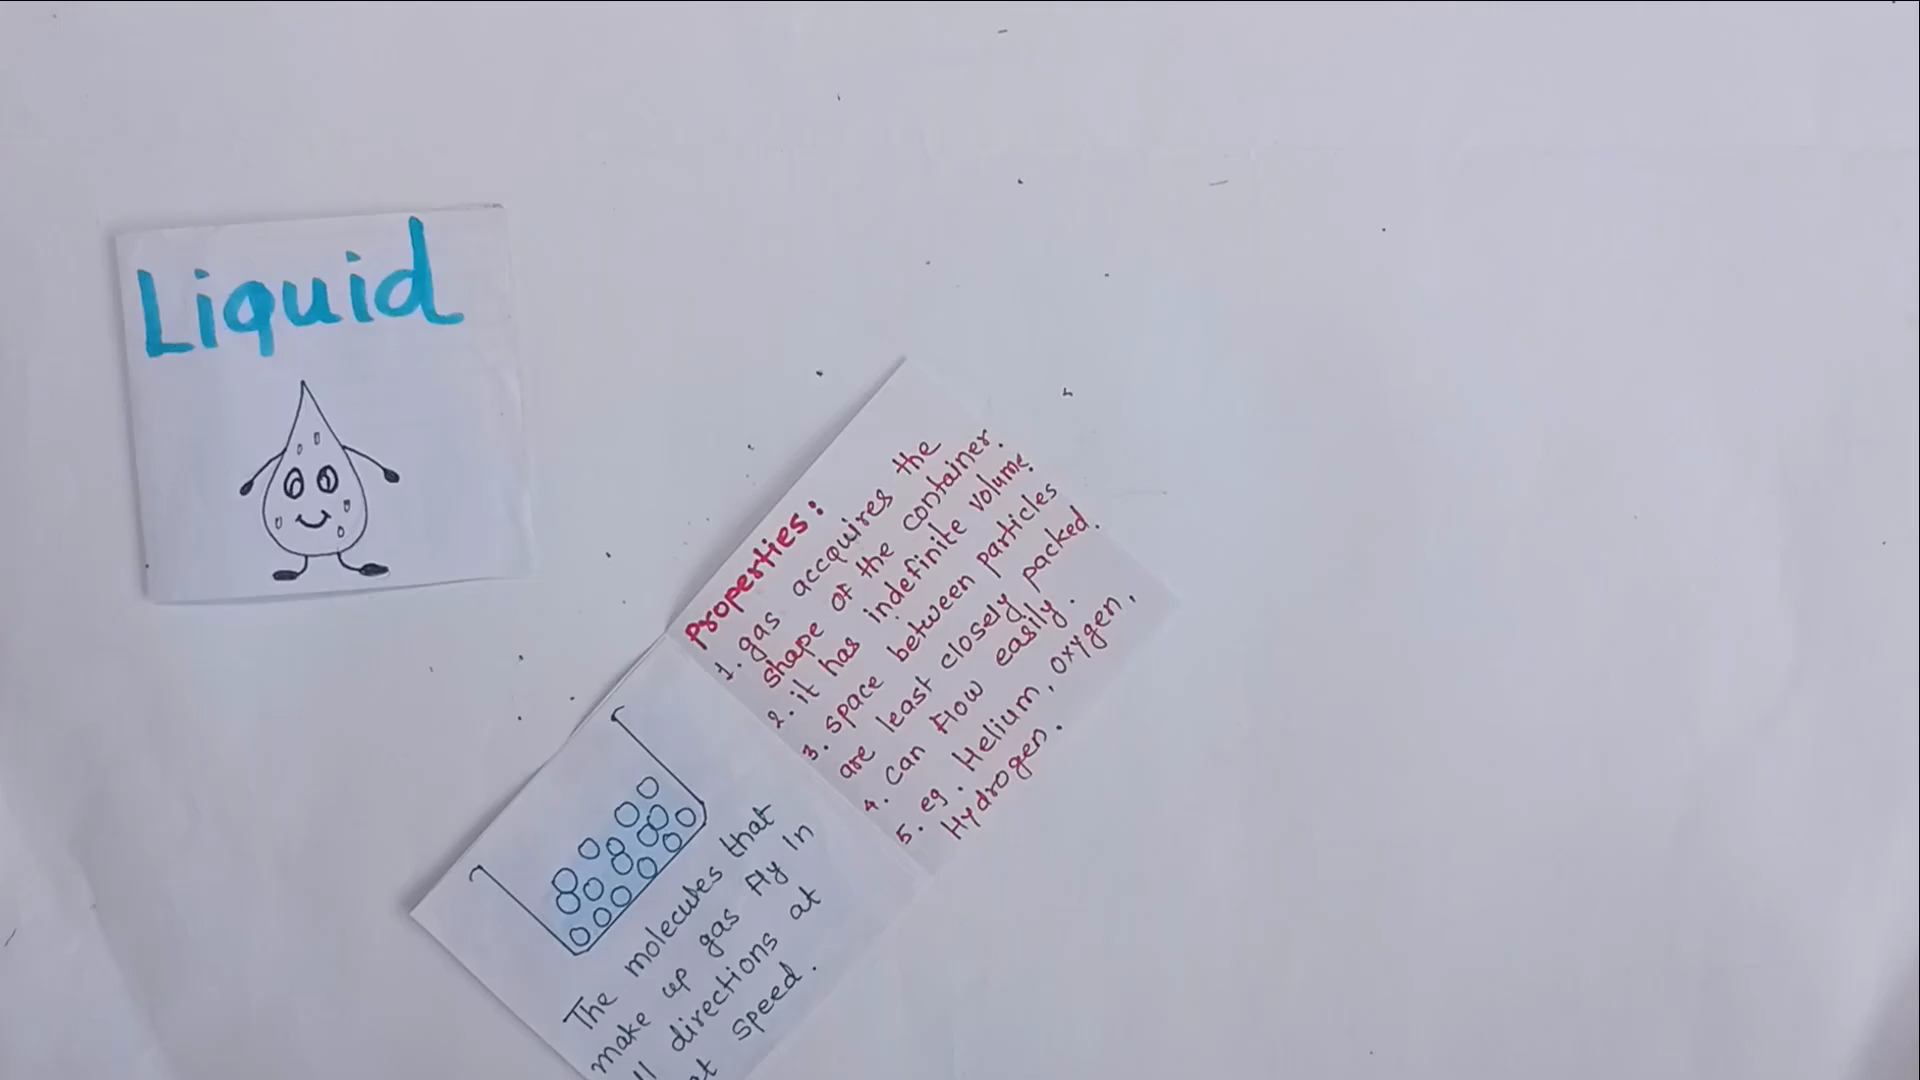 Liquid
Properties:
1. gas accquires the
shape of the container.
2. it has indefinite volume.
3. space between particles
are least closely packed.
4. can flow easily.
5. eg. Helium, oxygen,
Hydrogen.
The molecules that
make up gas fly in
directions at
speed.